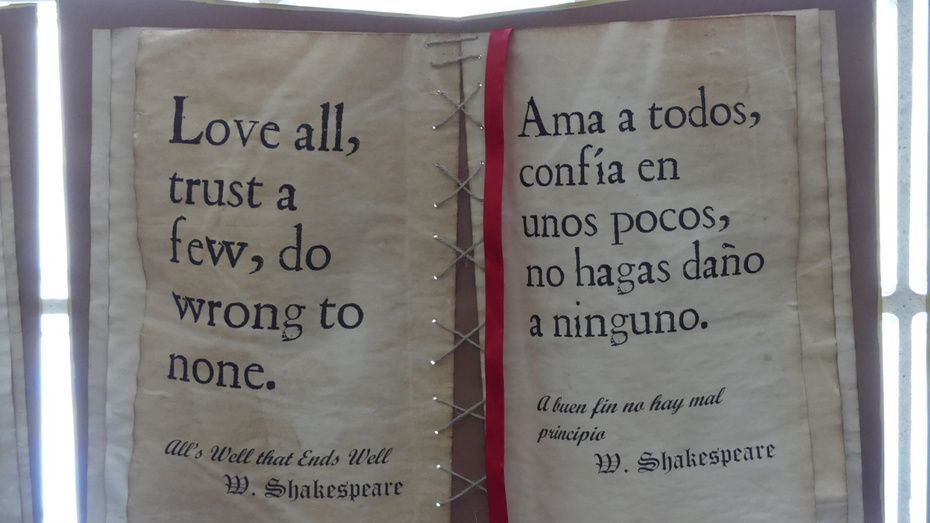 Love all,
trust a
few, do
wrong to
none.
All's Well that Ends Well
W. Shakespeare
Ama a todos,
confía en
unos pocos,
no hagas daño
a ninguno.
A buen fin no hay mal
principio
W. Shakespeare